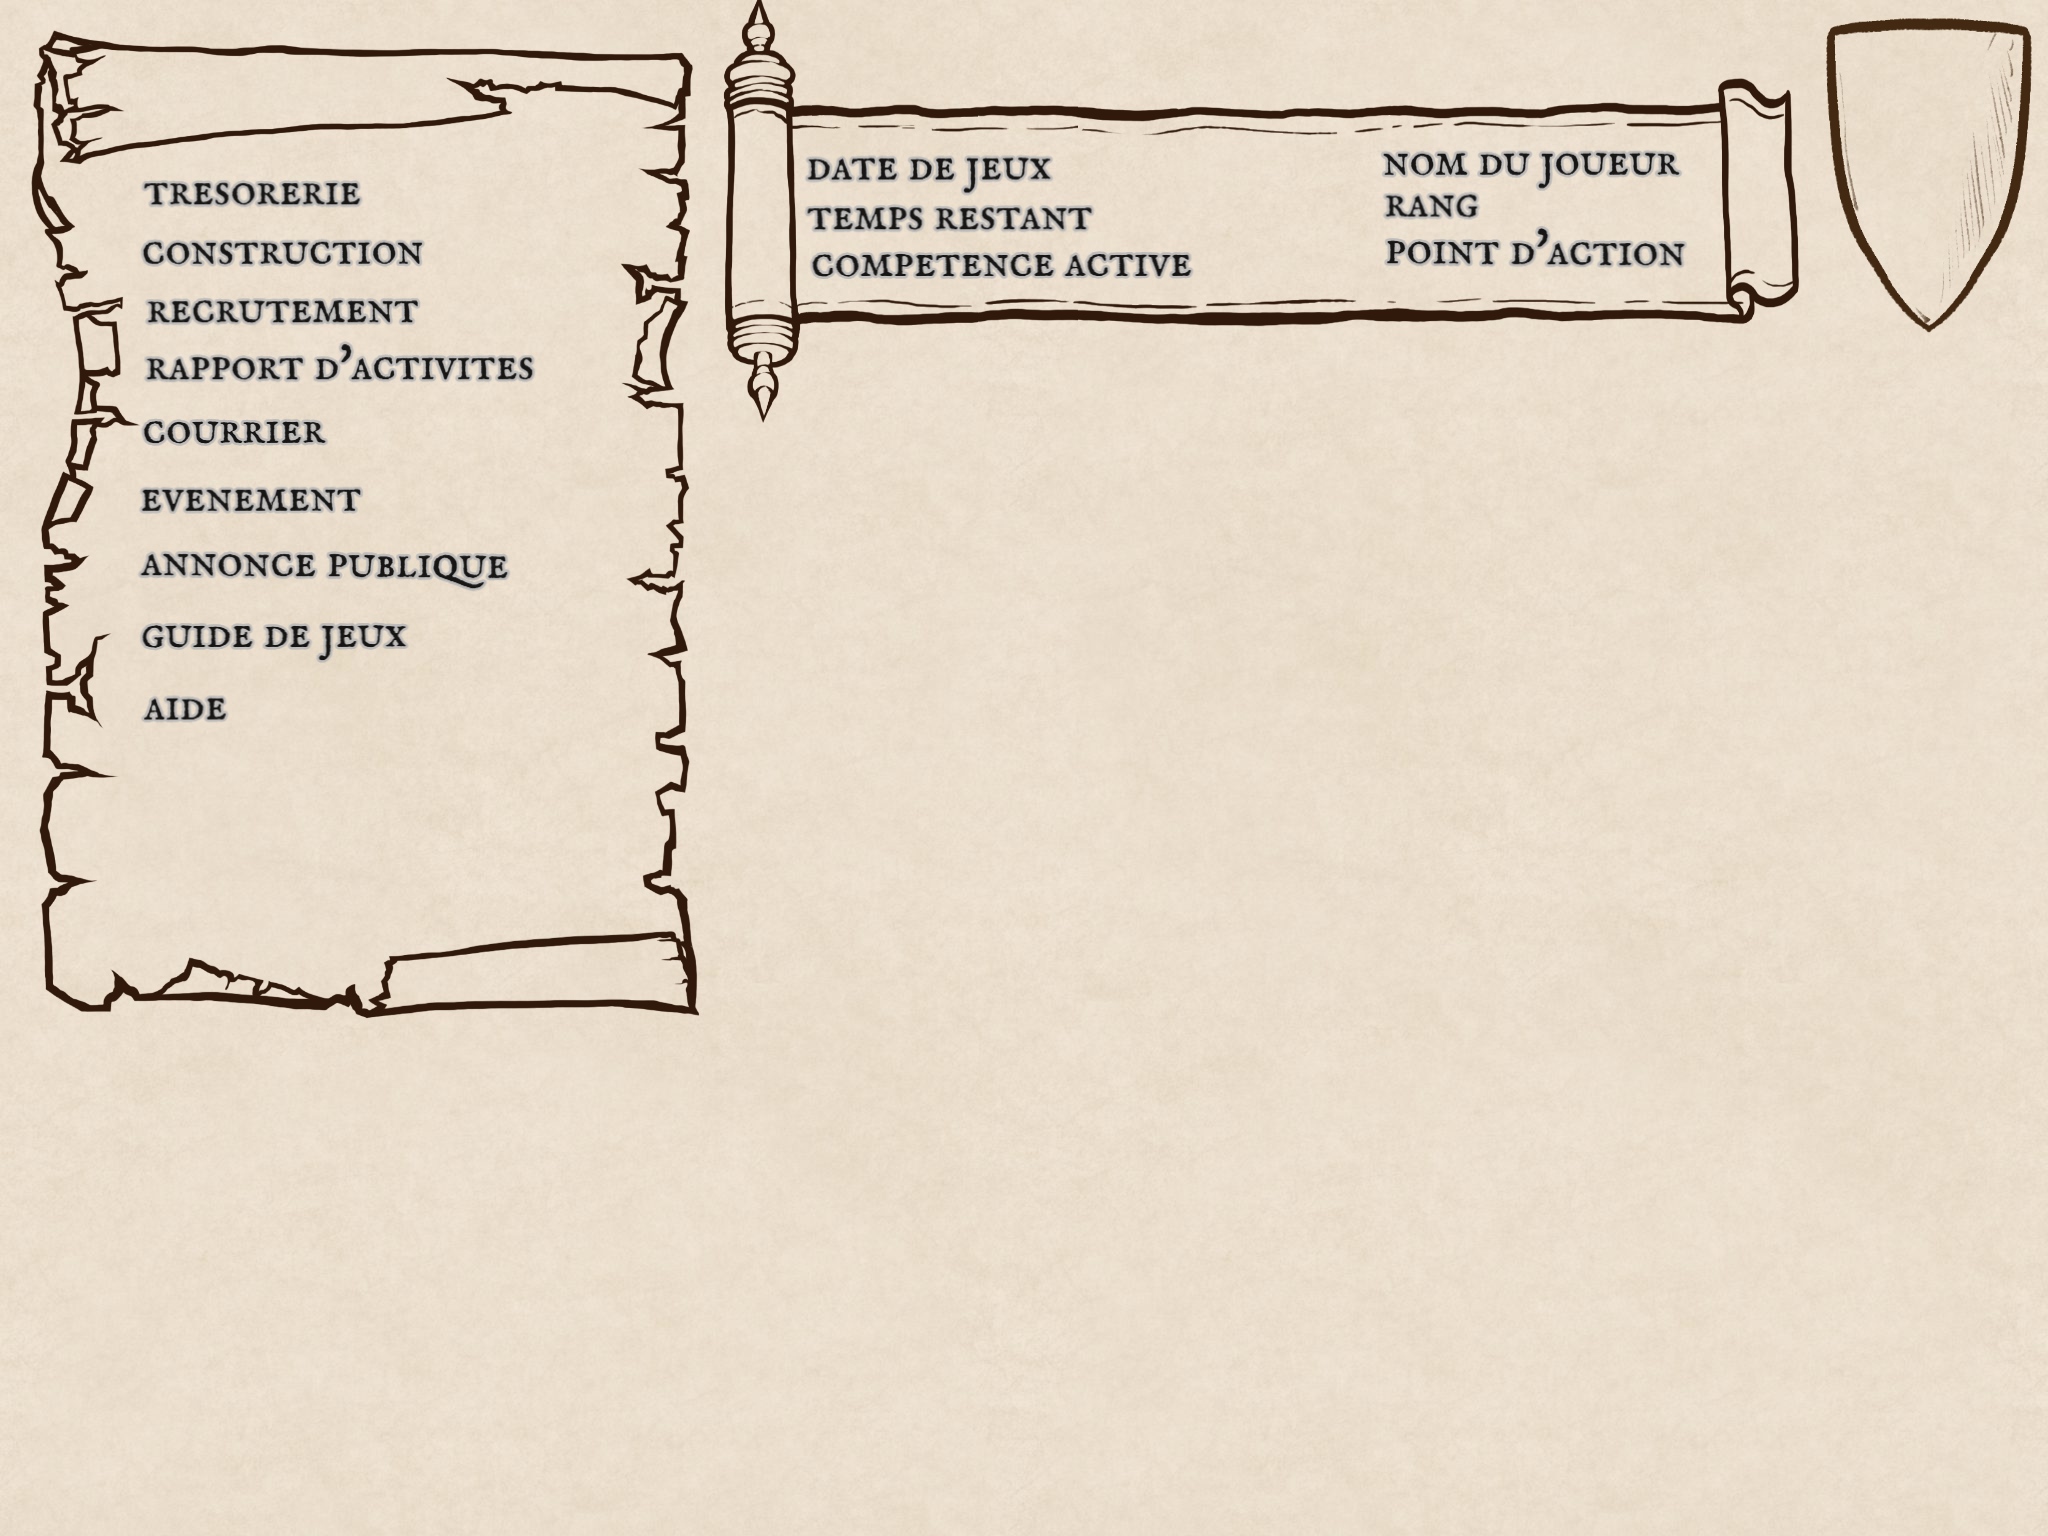 TRESORERIE
CONSTRUCTION
RECRUTEMENT
RAPPORT D'ACTIVITES
COURRIER
EVENEMENT
ANNONCE PUBLIQUE
GUIDE DE JEUX
AIDE
DATE DE JEUX
TEMPS RESTANT
COMPETENCE ACTIVE
NOM DU JOUEUR
RANG
POINT D'ACTION